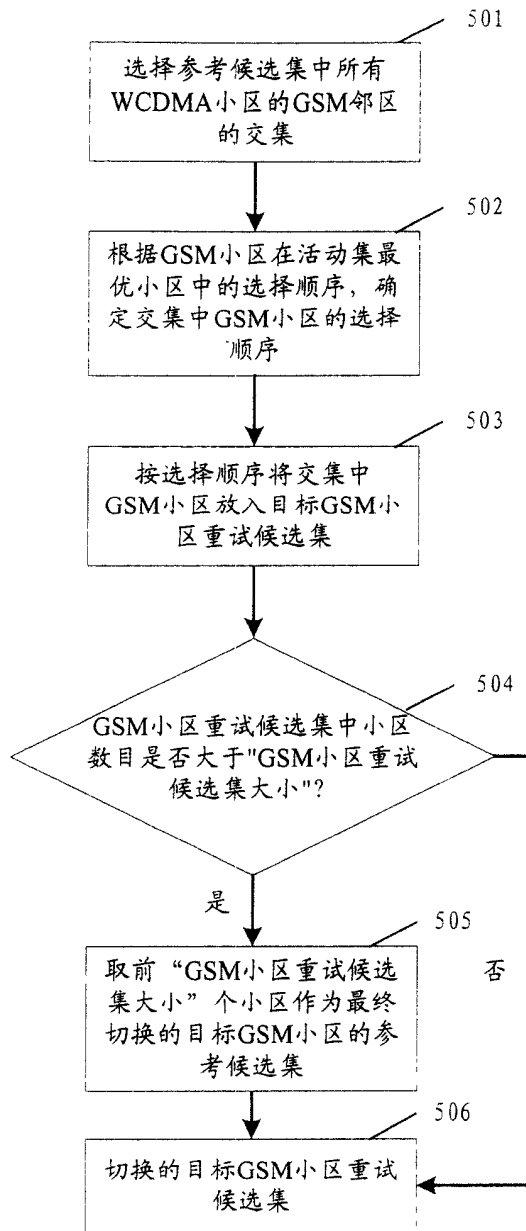 501
选择参考候选集中所有
WCDMA小区的GSM邻区
的交集
502
根据GSM小区在活动集最
优小区中的选择顺序，确
定交集中GSM小区的选择
顺序
503
按选择顺序将交集中
GSM小区放入目标GSM小
区重试候选集
504
GSM小区重试候选集中小区
数目是否大于"GSM小区重试
候选集大小"?
是
505
取前“GSM小区重试候选
集大小”个小区作为最终
切换的目标GSM小区的参
考候选集
否
506
切换的目标GSM小区重试
候选集